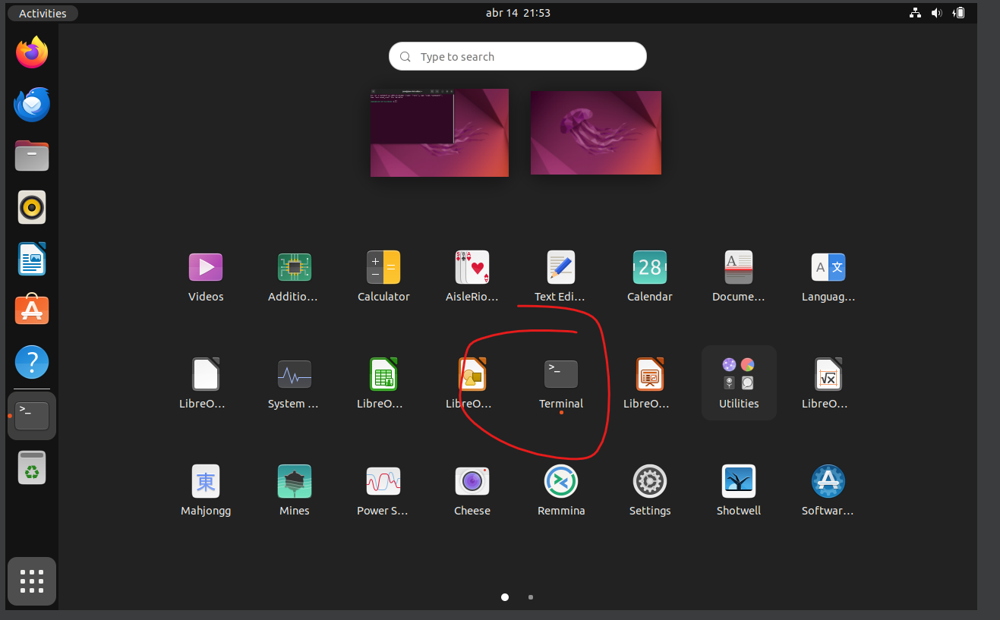 Activities
abr 14 21:53
Type to search
28
Videos
Additio...
Calculator
AisleRio...
Text Edi...
Calendar
Docume...
Languag...
LibreO...
System ...
LibreO...
LibreO...
Terminal
LibreO...
Utilities
LibreO...
Mahjongg
Mines
Power S...
Cheese
Remmina
Settings
Shotwell
Softwar...